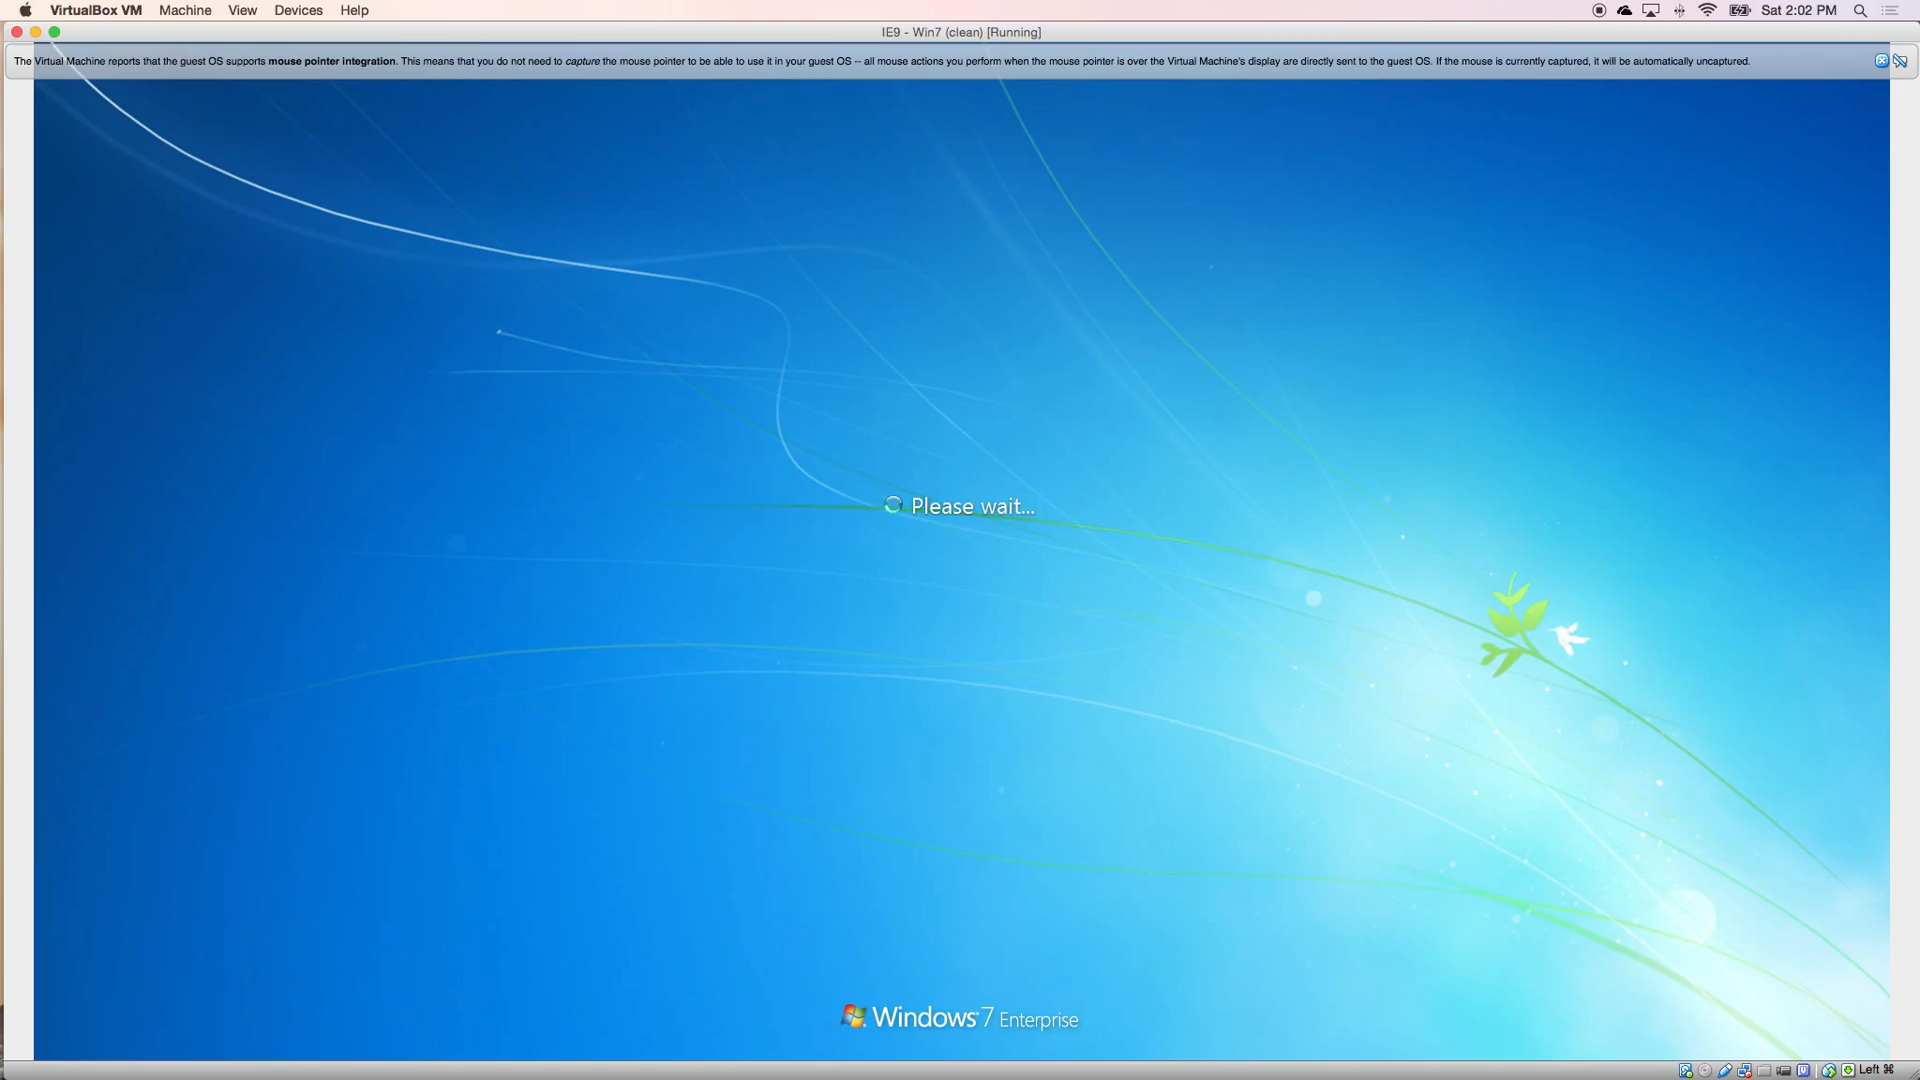 VirtualBox VM Machine View Devices Help Sat 2:02 PM
IE9 - Win7 (clean) [Running]
The Virtual Machine reports that the guest OS supports mouse pointer integration. This means that you do not need to capture the mouse pointer to be able to use it in your guest OS -- all mouse actions you perform when the mouse pointer is over the Virtual Machine's display are directly sent to the guest OS. If the mouse is currently captured, it will be automatically uncaptured.
Please wait...
Windows 7 Enterprise
Left ⌘